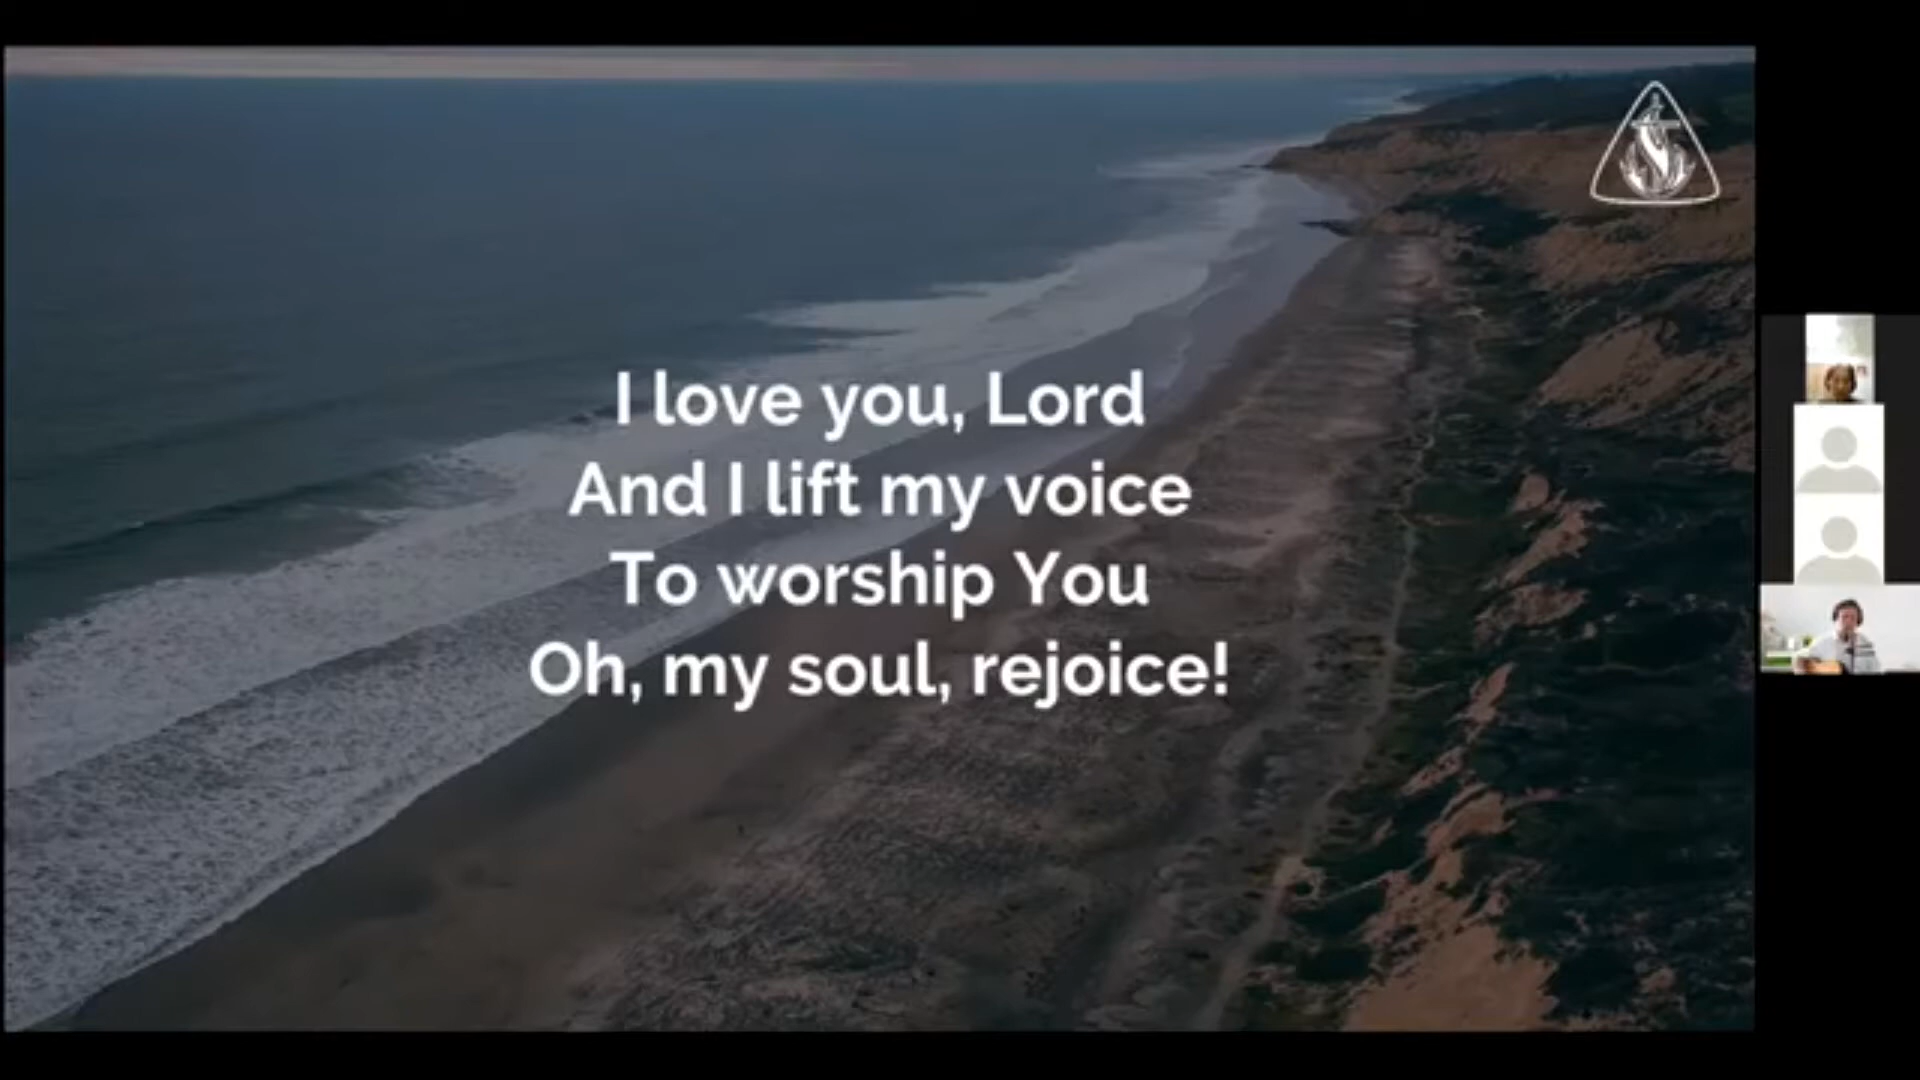 I love you, Lord
And I lift my voice
To worship You
Oh, my soul, rejoice!